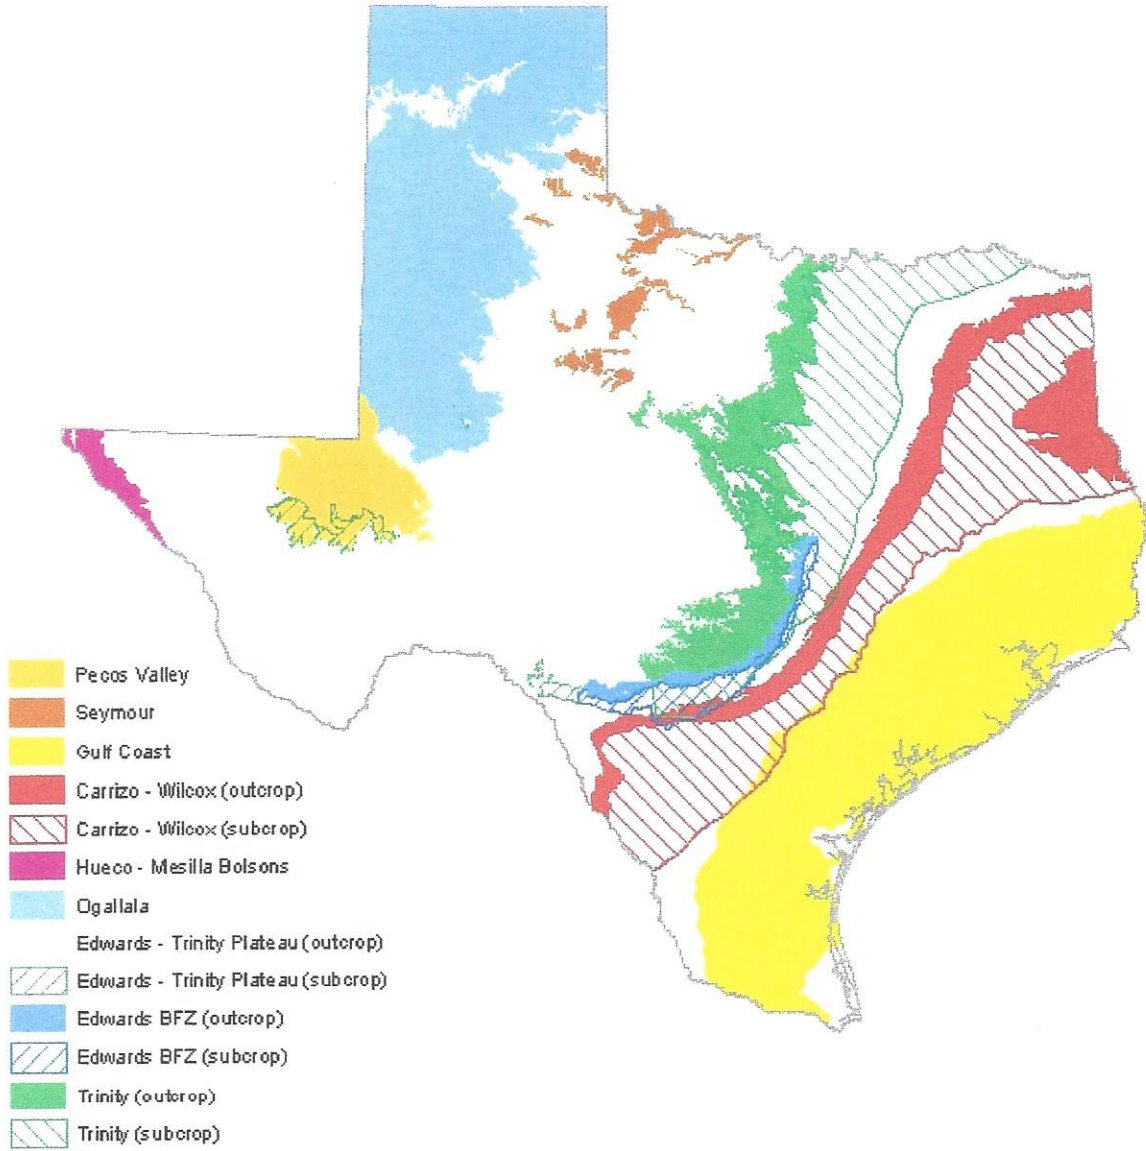 Pecos Valley
Seymour
Gulf Coast
Carrizo - Wilcox (outcrop)
Carrizo - Wilcox (subcrop)
Hueco - Mesilla Bolsons
Ogallala
Edwards - Trinity Plateau (outcrop)
Edwards - Trinity Plateau (subcrop)
Edwards BFZ (outcrop)
Edwards BFZ (subcrop)
Trinity (outcrop)
Trinity (subcrop)